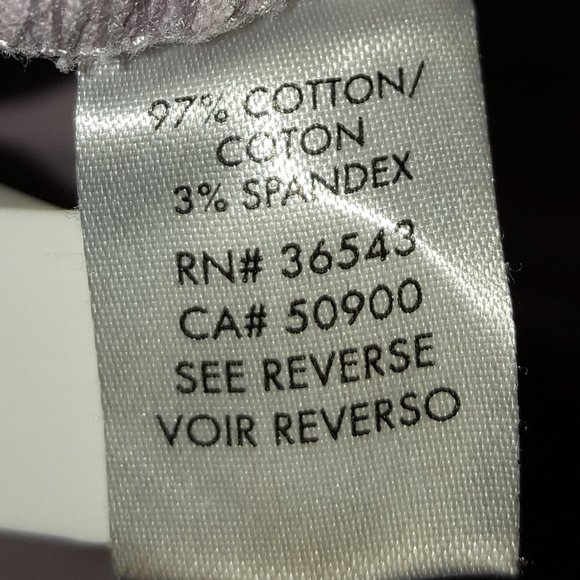 97% COTTON/
COTON
3% SPANDEX
RN# 36543
CA# 50900
SEE REVERSE
VOIR REVERSO